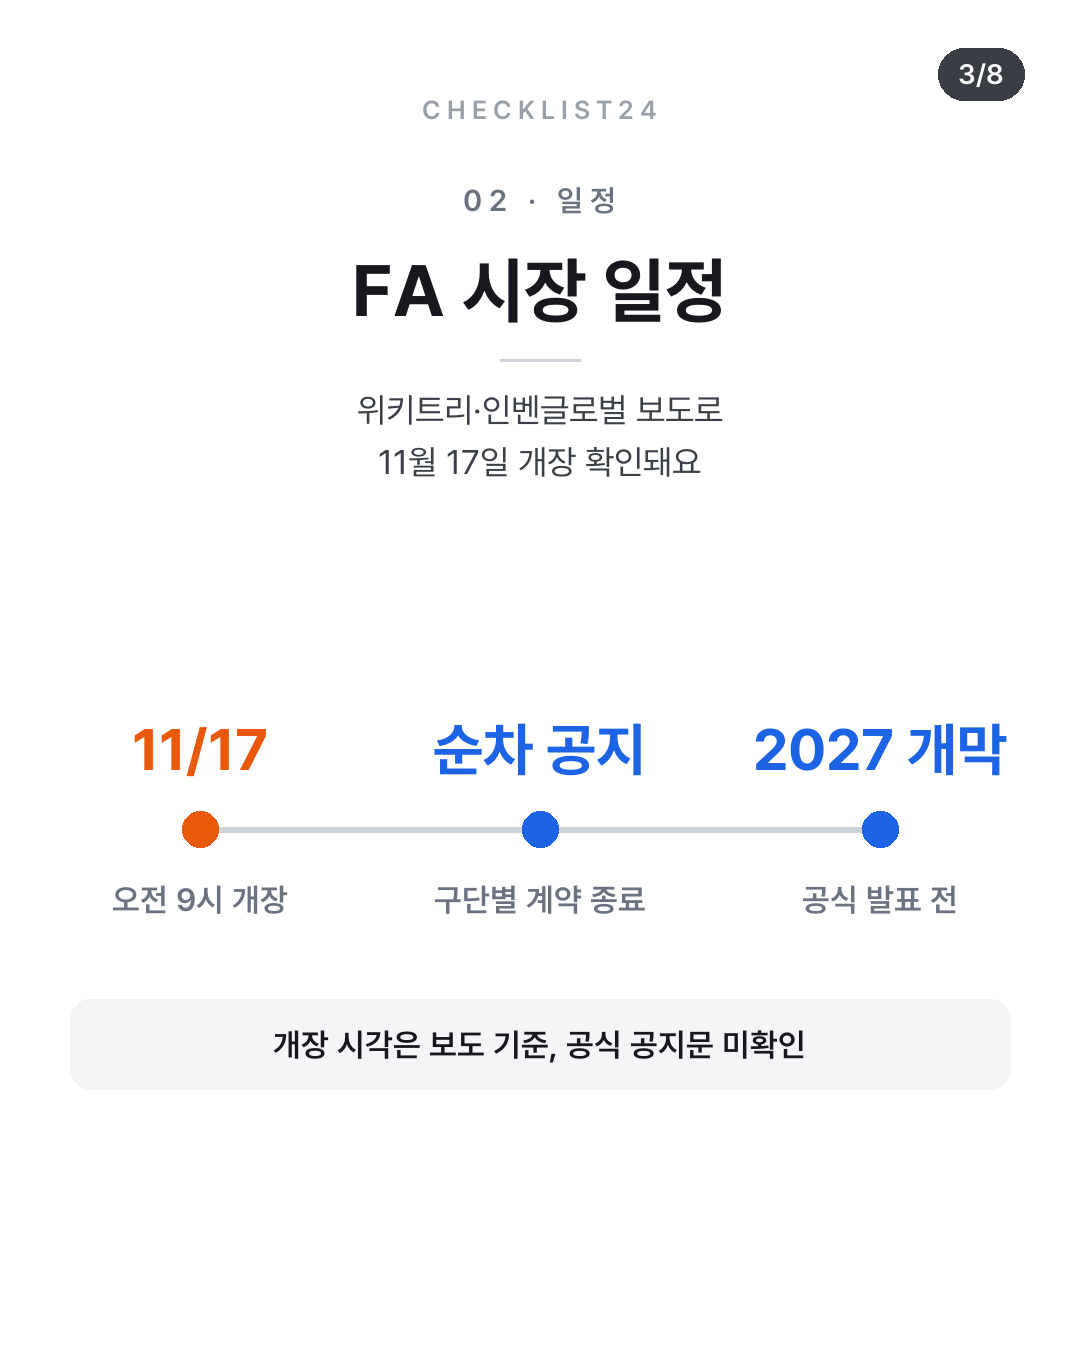 3/8
CHECKLIST24
02 · 일정
FA 시장 일정
위키트리·인벤글로벌 보도로
11월 17일 개장 확인돼요
11/17
순차 공지
2027 개막
오전 9시 개장
구단별 계약 종료
공식 발표 전
개장 시각은 보도 기준, 공식 공지문 미확인